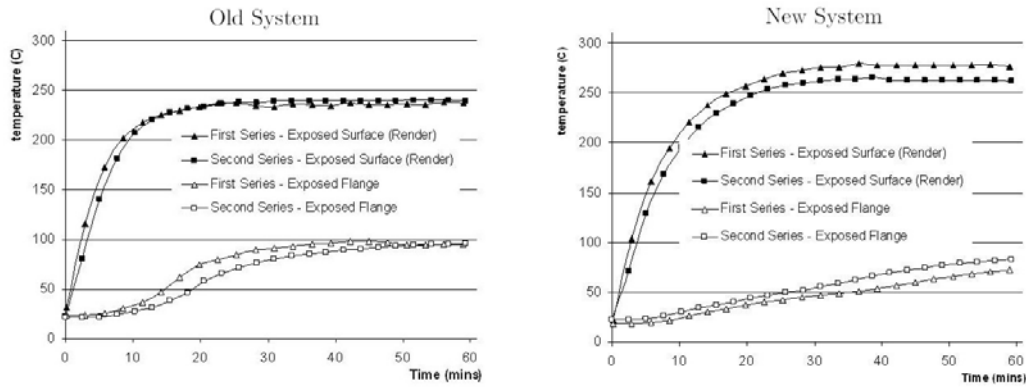 Old System
temperature (C)
300
250
200
150
100
50
0
First Series - Exposed Surface (Render)
Second Series - Exposed Surface (Render)
First Series - Exposed Flange
Second Series - Exposed Flange
0 10 20 30 40 50 60
Time (mins)
New System
temperature (C)
300
250
200
150
100
50
0
First Series - Exposed Surface (Render)
Second Series - Exposed Surface (Render)
First Series - Exposed Flange
Second Series - Exposed Flange
0 10 20 30 40 50 60
Time (mins)